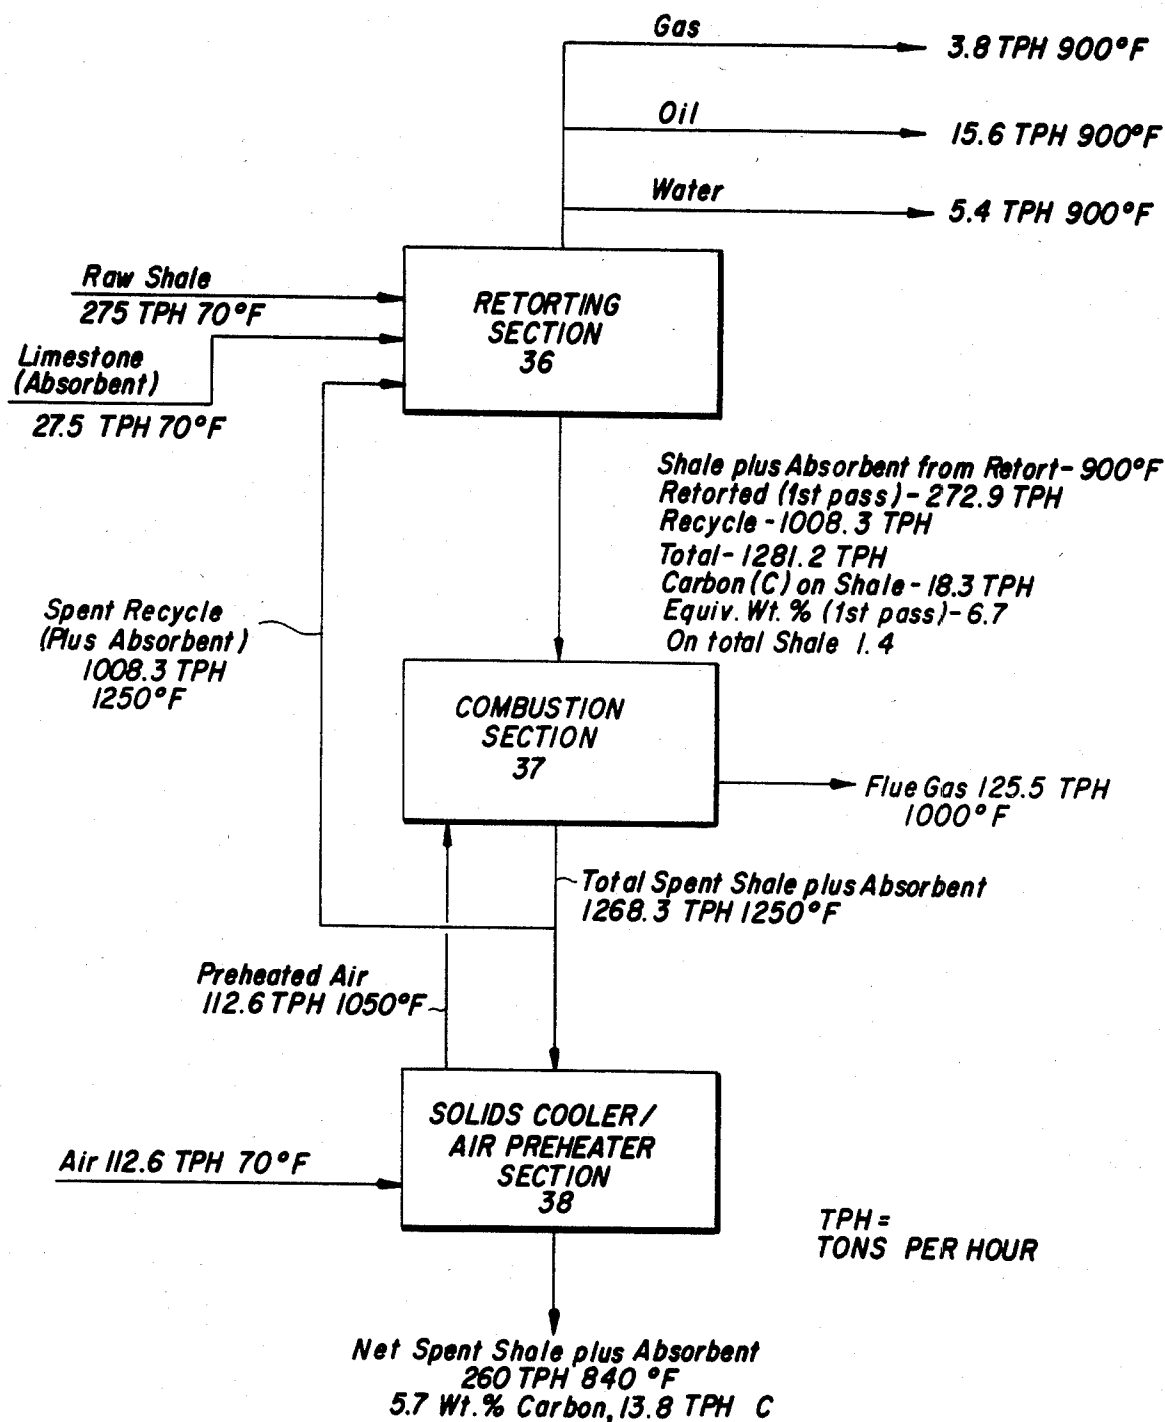 Gas
3.8 TPH 900°F
Oil
15.6 TPH 900°F
Water
5.4 TPH 900°F
Raw Shale
275 TPH 70°F
Limestone
(Absorbent)
27.5 TPH 70°F
RETORTING
SECTION
36
Shale plus Absorbent from Retort-900°F
Retorted (1st pass)-272.9 TPH
Recycle-1008.3 TPH
Total-1281.2 TPH
Carbon (C) on Shale-18.3 TPH
Equiv. Wt. % (1st pass)-6.7
On total Shale 1.4
Spent Recycle
(Plus Absorbent)
1008.3 TPH
1250°F
COMBUSTION
SECTION
37
Flue Gas 125.5 TPH
1000°F
Total Spent Shale plus Absorbent
1268.3 TPH 1250°F
Preheated Air
112.6 TPH 1050°F
SOLIDS COOLER/
AIR PREHEATER
SECTION
38
Air 112.6 TPH 70°F
TPH =
TONS PER HOUR
Net Spent Shale plus Absorbent
260 TPH 840 °F
5.7 Wt.% Carbon, 13.8 TPH C